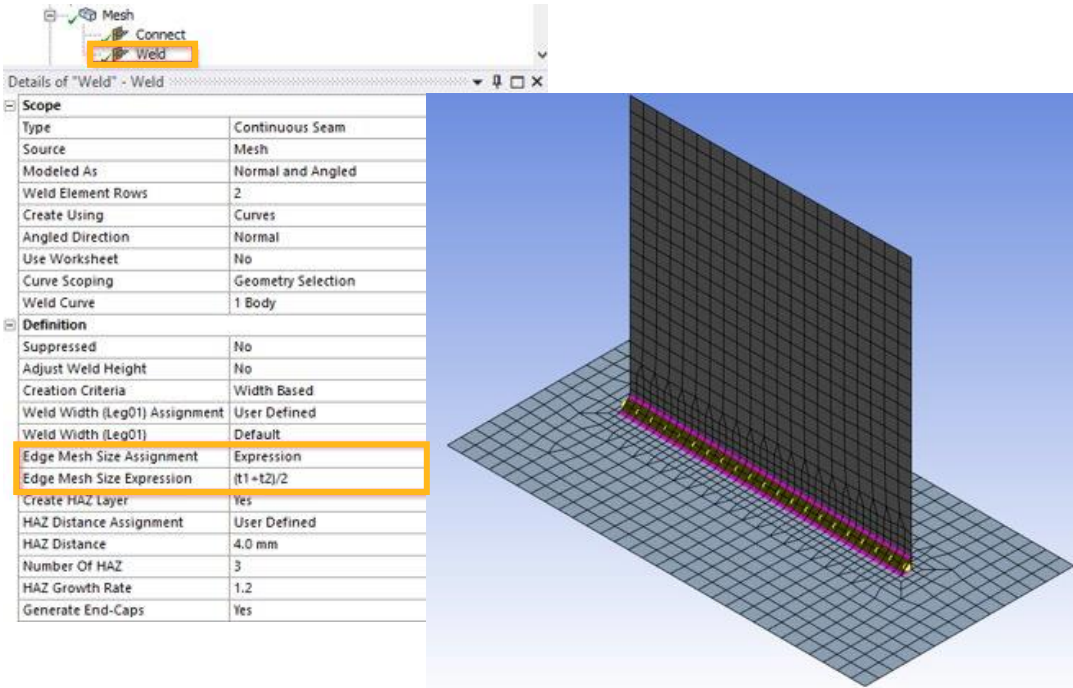 Mesh
Connect
Weld
Details of "Weld" - Weld
Scope
Type Continuous Seam
Source Mesh
Modeled As Normal and Angled
Weld Element Rows 2
Create Using Curves
Angled Direction Normal
Use Worksheet No
Curve Scoping Geometry Selection
Weld Curve 1 Body
Definition
Suppressed No
Adjust Weld Height No
Creation Criteria Width Based
Weld Width (Leg01) Assignment User Defined
Weld Width (Leg01) Default
Edge Mesh Size Assignment Expression
Edge Mesh Size Expression (t1+t2)/2
Create HAZ Layer Yes
HAZ Distance Assignment User Defined
HAZ Distance 4.0 mm
Number Of HAZ 3
HAZ Growth Rate 1.2
Generate End-Caps Yes